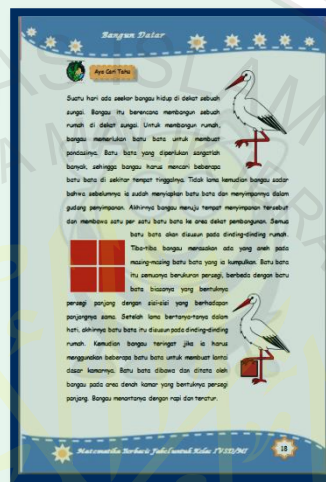 Bangun Datar
Ayo Cari Tahu
Suatu hari ada seekor bangau hidup di dekat sebuah
sungai. Bangau itu berencana membangun sebuah
rumah di dekat sungai. Untuk membangun rumah,
bangau memerlukan batu bata untuk membuat
pondasinya. Batu bata yang diperlukan sangatlah
banyak, sehingga bangau harus mencari beberapa
batu bata di sekitar tempat tinggalnya. Tidak lama kemudian bangau sadar
bahwa sebelumnya ia sudah menyiapkan batu bata dan menyimpannya dalam
gudang penyimpanan. Akhirnya bangau menuju tempat menyimpanan tersebut
dan membawa satu per satu batu bata ke area dekat pembangunan. Semua
batu bata akan disusun pada dinding-dinding rumah.
Tiba-tiba bangau merasakan ada yang aneh pada
masing-masing batu bata yang ia kumpulkan. Batu bata
itu semuanya berukuran persegi, berbeda dengan batu
bata biasanya yang bentuknya
persegi panjang dengan sisi-sisi yang berhadapan
panjangnya sama. Setelah lama bertanya-tanya dalam
hati, akhirnya batu bata itu disusun pada dinding-dinding
rumah. Kemudian bangau teringat jika ia harus
menggunakan beberapa batu bata untuk membuat lantai
dasar kamarnya. Batu bata dibawa dan ditata oleh
bangau pada area denah kamar yang bentuknya persegi
panjang. Bangau menatanya dengan rapi dan teratur.
Matematika Berbasis Fabel untuk Kelas IV SD/MI
18